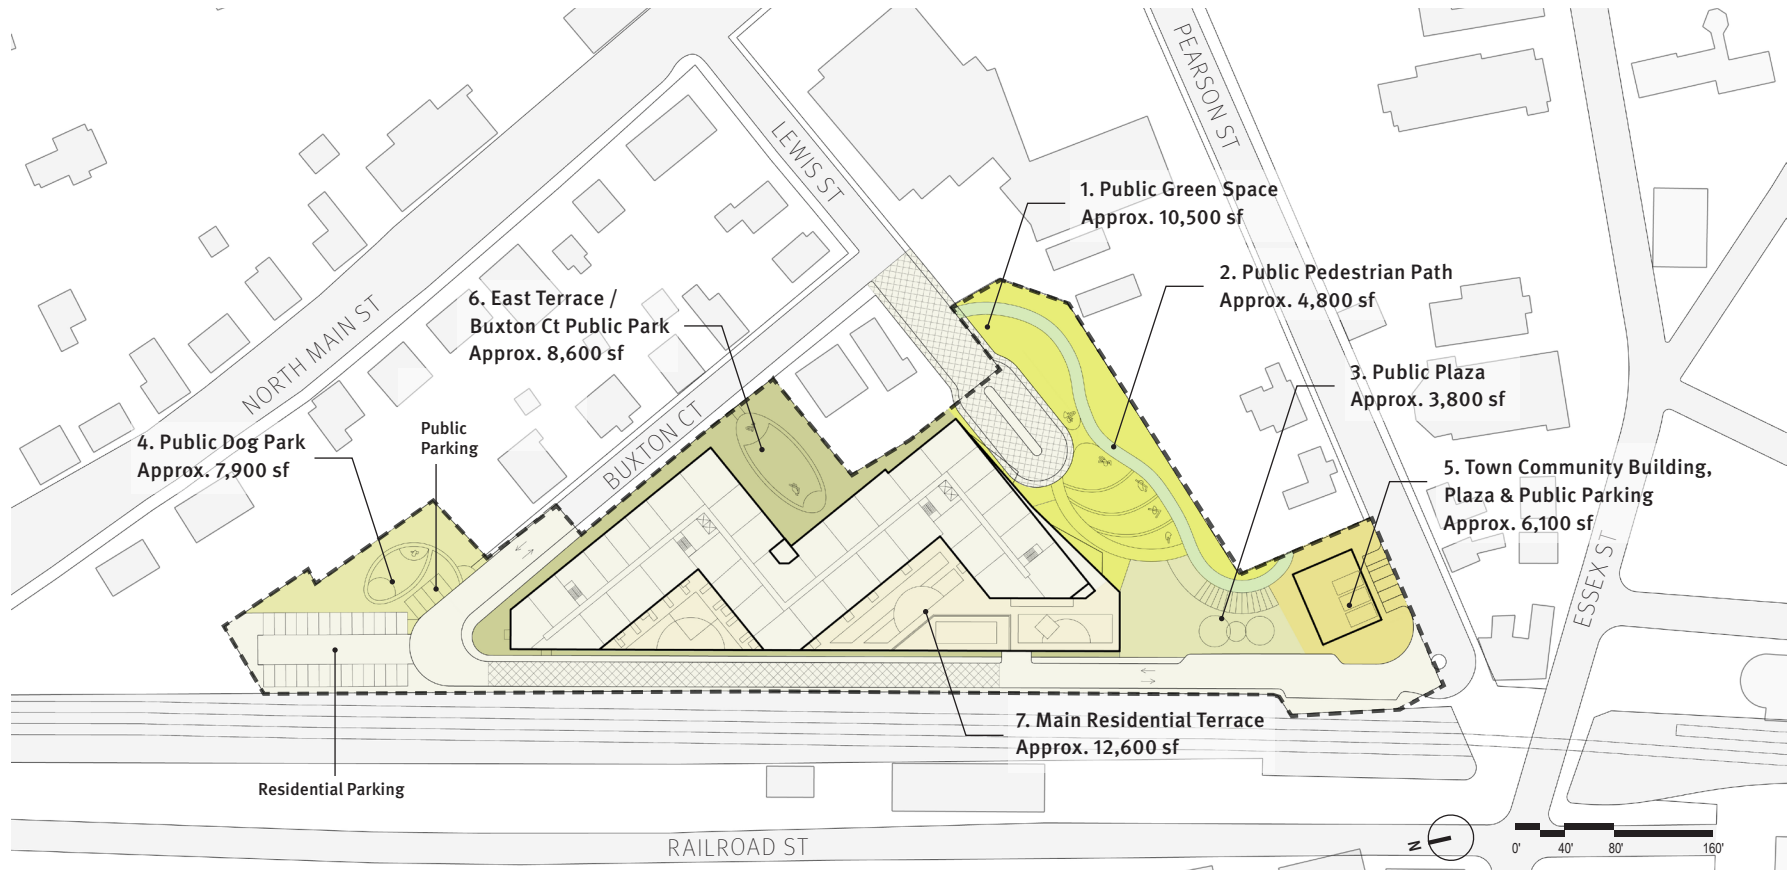 PEARSON ST
LEWIS ST
1. Public Green Space
Approx. 10,500 sf
2. Public Pedestrian Path
Approx. 4,800 sf
6. East Terrace /
Buxton Ct Public Park
Approx. 8,600 sf
NORTH MAIN ST
3. Public Plaza
Approx. 3,800 sf
4. Public Dog Park
Approx. 7,900 sf
Public
Parking
BUXTON CT
5. Town Community Building,
Plaza & Public Parking
Approx. 6,100 sf
ESSEX ST
7. Main Residential Terrace
Approx. 12,600 sf
Residential Parking
RAILROAD ST
N
0' 40' 80' 160'